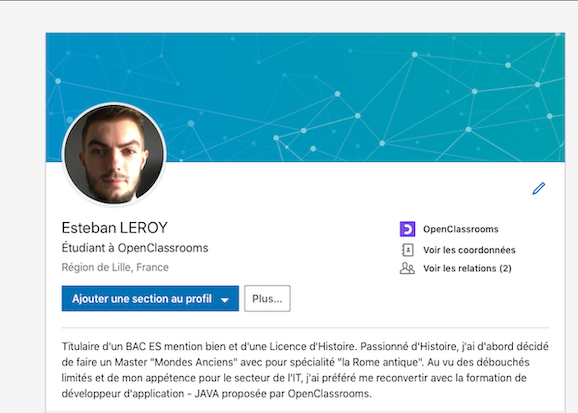 Esteban LEROY
Étudiant à OpenClassrooms
Région de Lille, France
Ajouter une section au profil
Plus...
OpenClassrooms
Voir les coordonnées
Voir les relations (2)
Titulaire d'un BAC ES mention bien et d'une Licence d'Histoire. Passionné d'Histoire, j'ai d'abord décidé
de faire un Master "Mondes Anciens" avec pour spécialité "la Rome antique". Au vu des débouchés
limités et de mon appétence pour le secteur de l'IT, j'ai préféré me reconvertir avec la formation de
développeur d'application - JAVA proposée par OpenClassrooms.